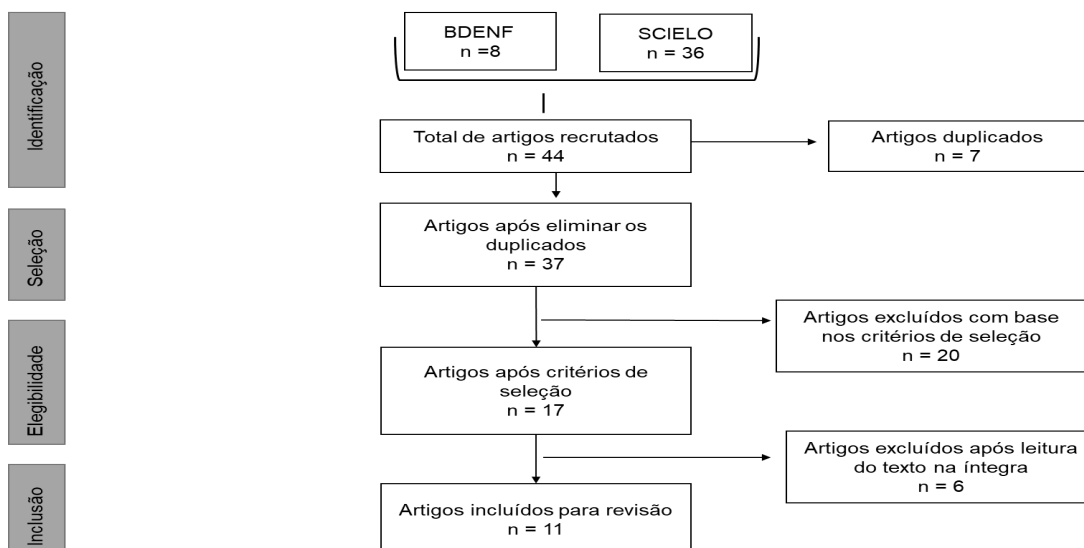 Identificação
BDENF
n =8
SCIELO
n = 36
Total de artigos recrutados
n = 44
Artigos duplicados
n = 7
Seleção
Artigos após eliminar os
duplicados
n = 37
Elegibilidade
Artigos excluídos com base
nos critérios de seleção
n = 20
Artigos após critérios de
seleção
n = 17
Artigos excluídos após leitura
do texto na íntegra
n = 6
Inclusão
Artigos incluídos para revisão
n = 11